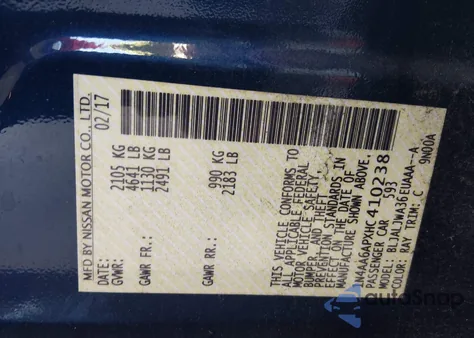 MFD BY NISSAN MOTOR CO., LTD.
DATE: 02/17
GVWR: 2105 KG
4641 LB
GAWR FR.: 1130 KG
2491 LB
GAWR RR.: 990 KG
2183 LB
THIS VEHICLE CONFORMS TO
ALL APPLICABLE FEDERAL
MOTOR VEHICLE SAFETY,
BUMPER, AND THEFT
PREVENTION STANDARDS IN
EFFECT ON THE DATE OF
MANUFACTURE SHOWN ABOVE.
1N4AA6APXHC410238
PASSENGER CAR 593
COLOR: RAY TRIM: C
9N00A
autoSnap